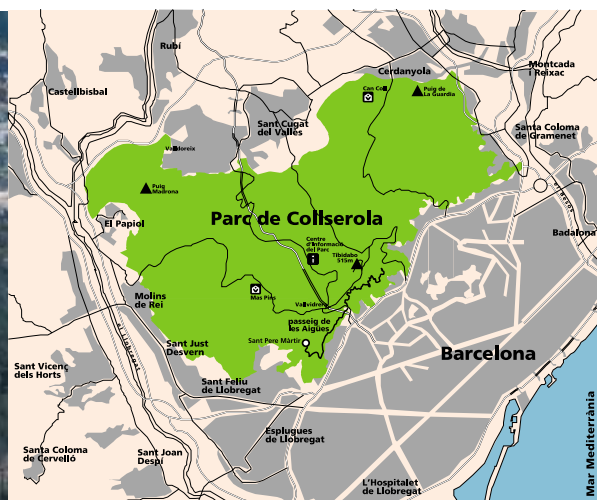 Rubí
Castellbisbal
Cerdanyola
Montcada
i Reixac
Can Coll
Puig de
La Guardia
Sant Cugat
del Vallès
Valldoreix
Santa Coloma
de Gramenet
el Besòs
Puig
Madrona
El Papiol
Parc de Collserola
Badalona
Centre
d'Informació
del Parc
i
Tibidabo
515m
Mas Pins
Molins
de Rei
Vallvidrera
passeig de
les Aigües
Sant Pere Màrtir
el Llobregat
Sant Just
Desvern
Barcelona
Sant Vicenç
dels Horts
Sant Feliu
de Llobregat
Esplugues
de Llobregat
Santa Coloma
de Cervelló
Sant Joan
Despí
L'Hospitalet
de Llobregat
Mar Mediterrània